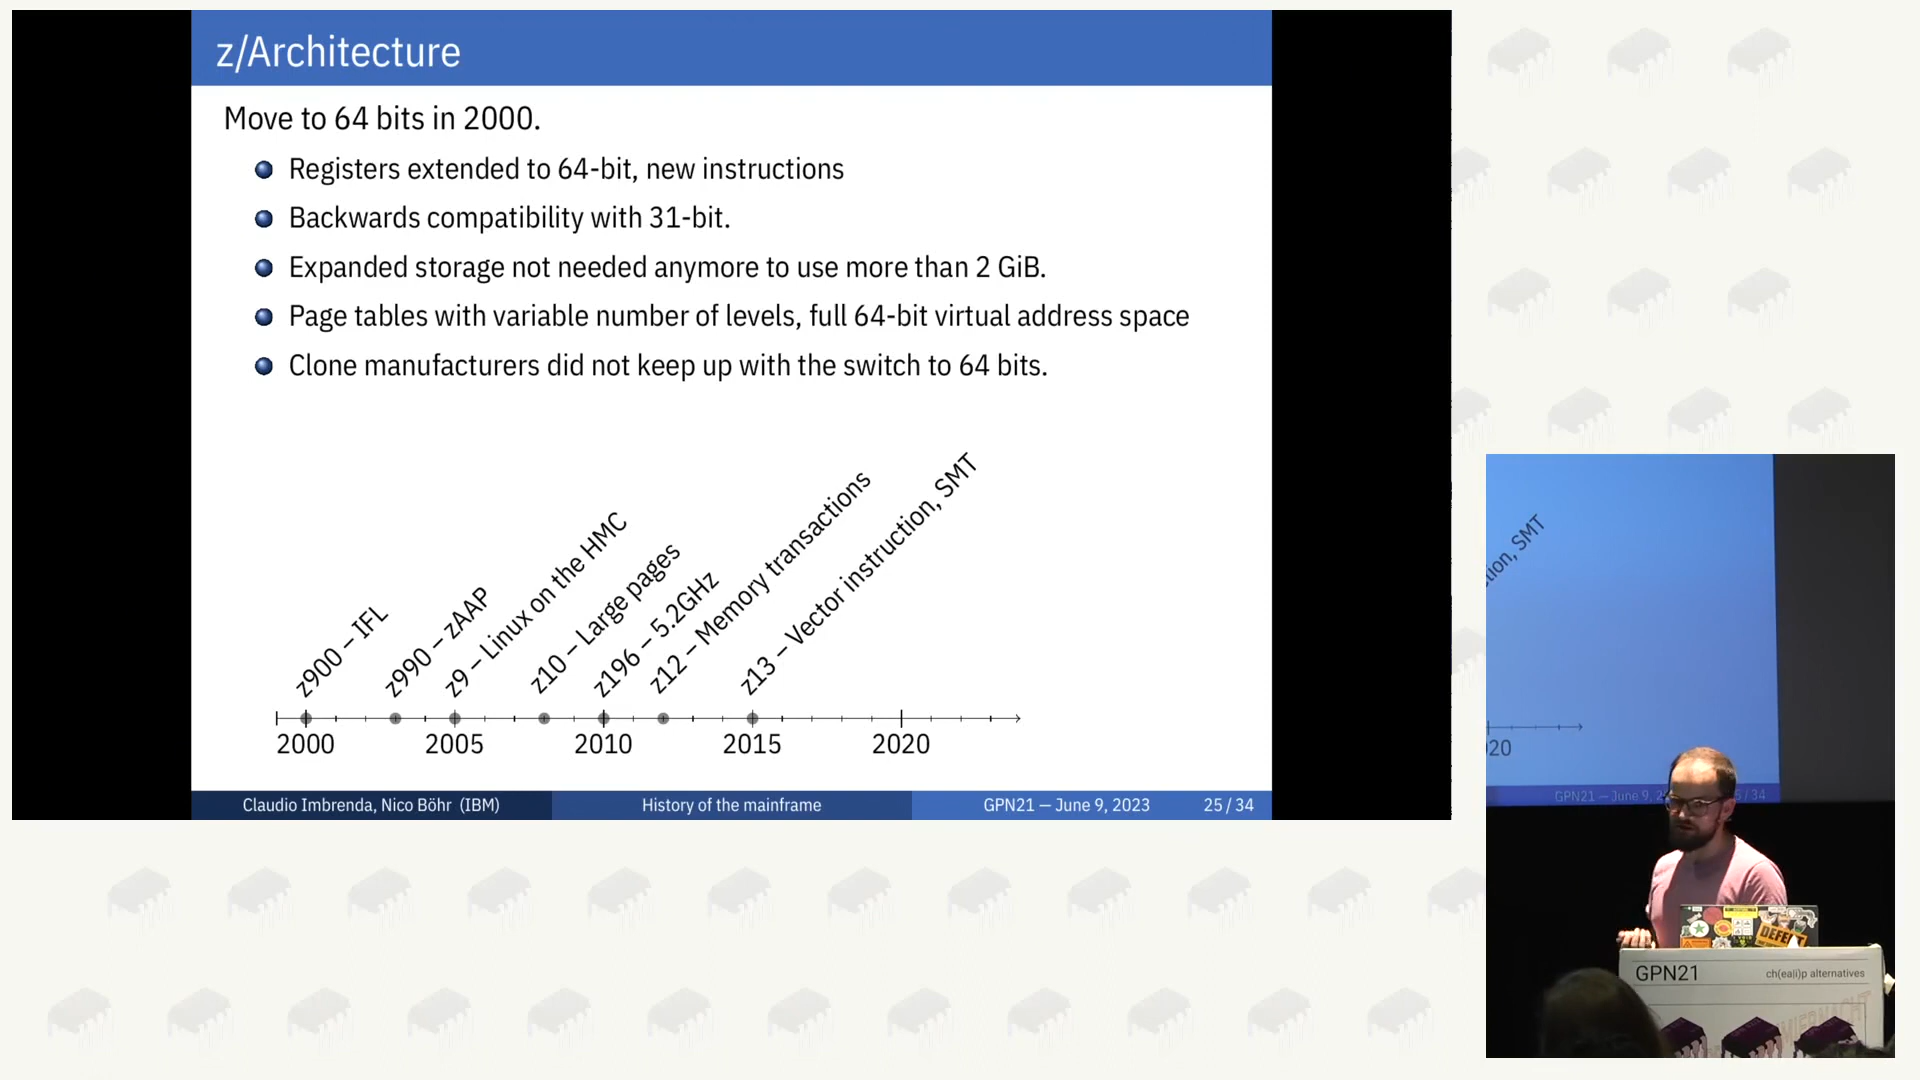 z/Architecture
Move to 64 bits in 2000.
Registers extended to 64-bit, new instructions
Backwards compatibility with 31-bit.
Expanded storage not needed anymore to use more than 2 GiB.
Page tables with variable number of levels, full 64-bit virtual address space
Clone manufacturers did not keep up with the switch to 64 bits.
z900 – IFL
z990 – zAAP
z9 – Linux on the HMC
z10 – Large pages
z196 – 5.2GHz
z12 – Memory transactions
z13 – Vector instruction, SMT
2000 2005 2010 2015 2020
Claudio Imbrenda, Nico Böhr (IBM) History of the mainframe GPN21 — June 9, 2023 25 / 34
tion, SMT
20
GPN21 — June 9, 2 5 / 34
DEFE
GPN21 ch(ea|i)p alternatives